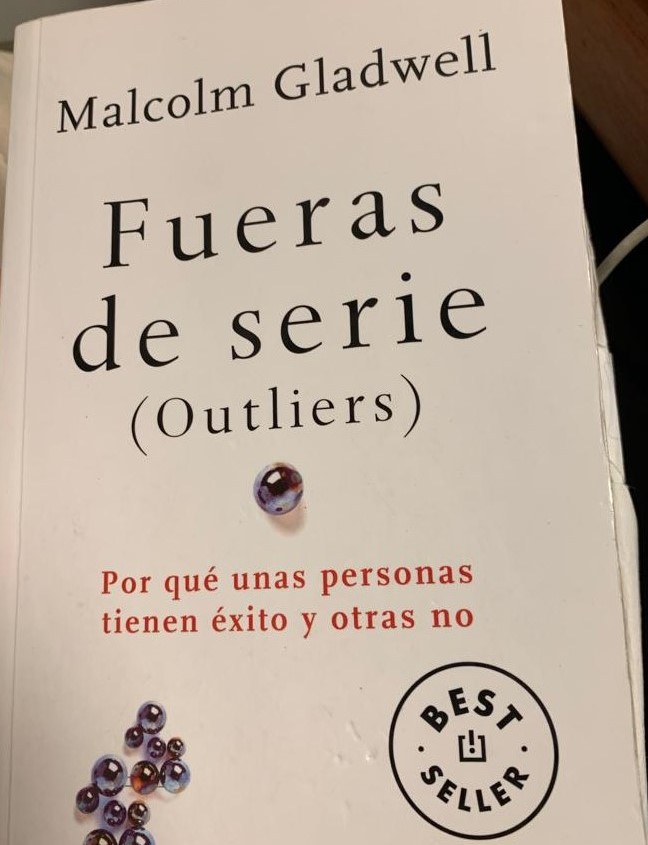 Malcolm Gladwell
Fueras
de serie
(Outliers)
Por qué unas personas
tienen éxito y otras no
BEST
SELLER